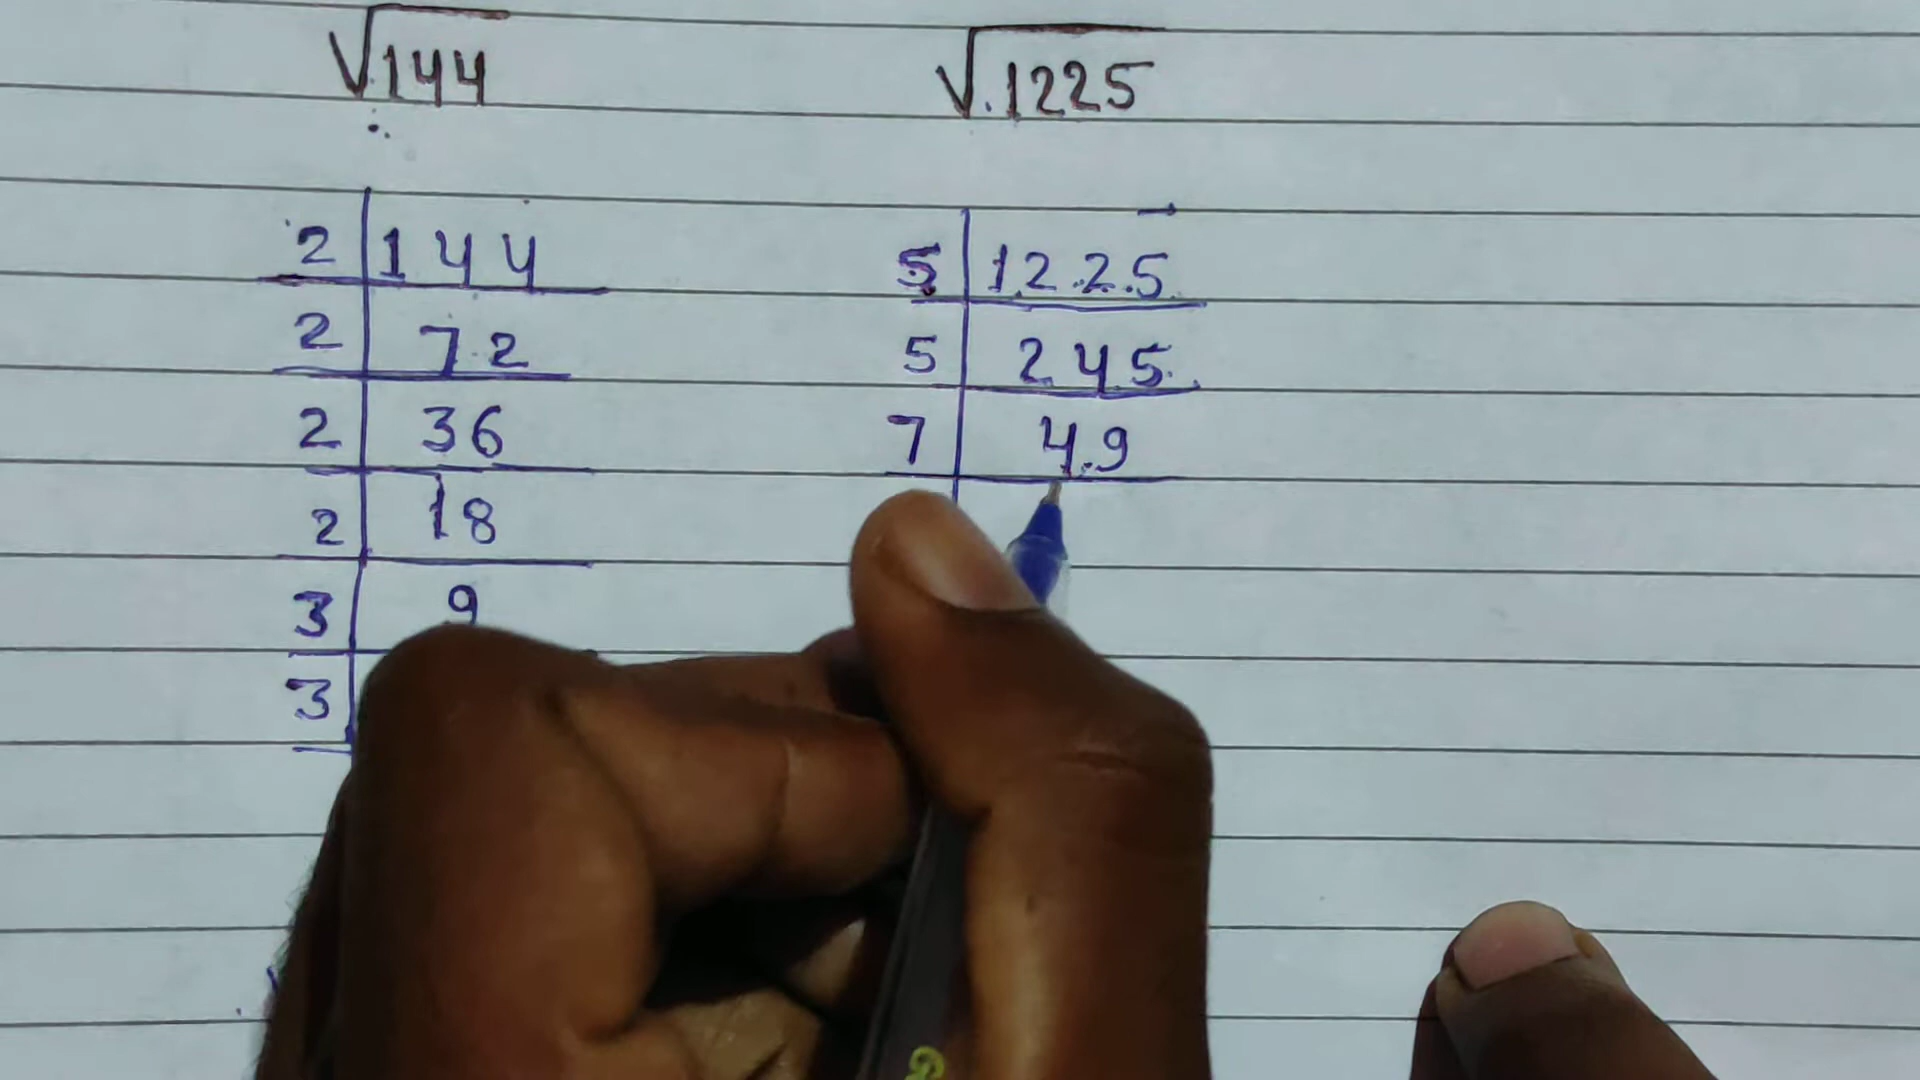 √144
√1225
2 | 144
2 | 72
2 | 36
2 | 18
3 | 9
3 |
5 | 1225
5 | 245
7 | 49
G